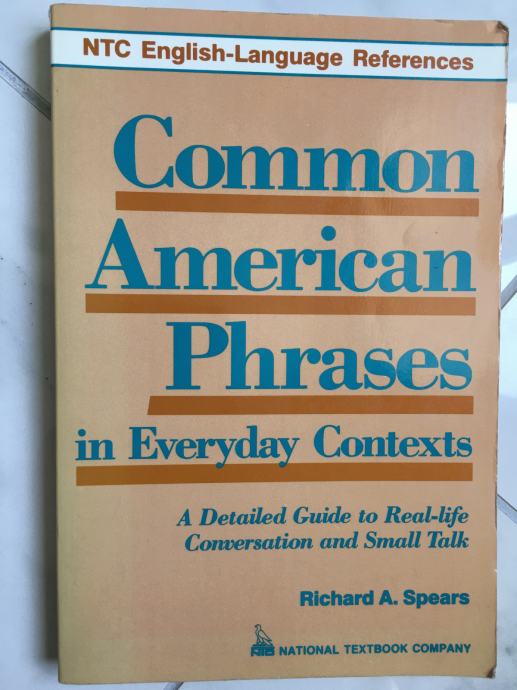 NTC English-Language References
Common
American
Phrases
in Everyday Contexts
A Detailed Guide to Real-life
Conversation and Small Talk
Richard A. Spears
NTC NATIONAL TEXTBOOK COMPANY